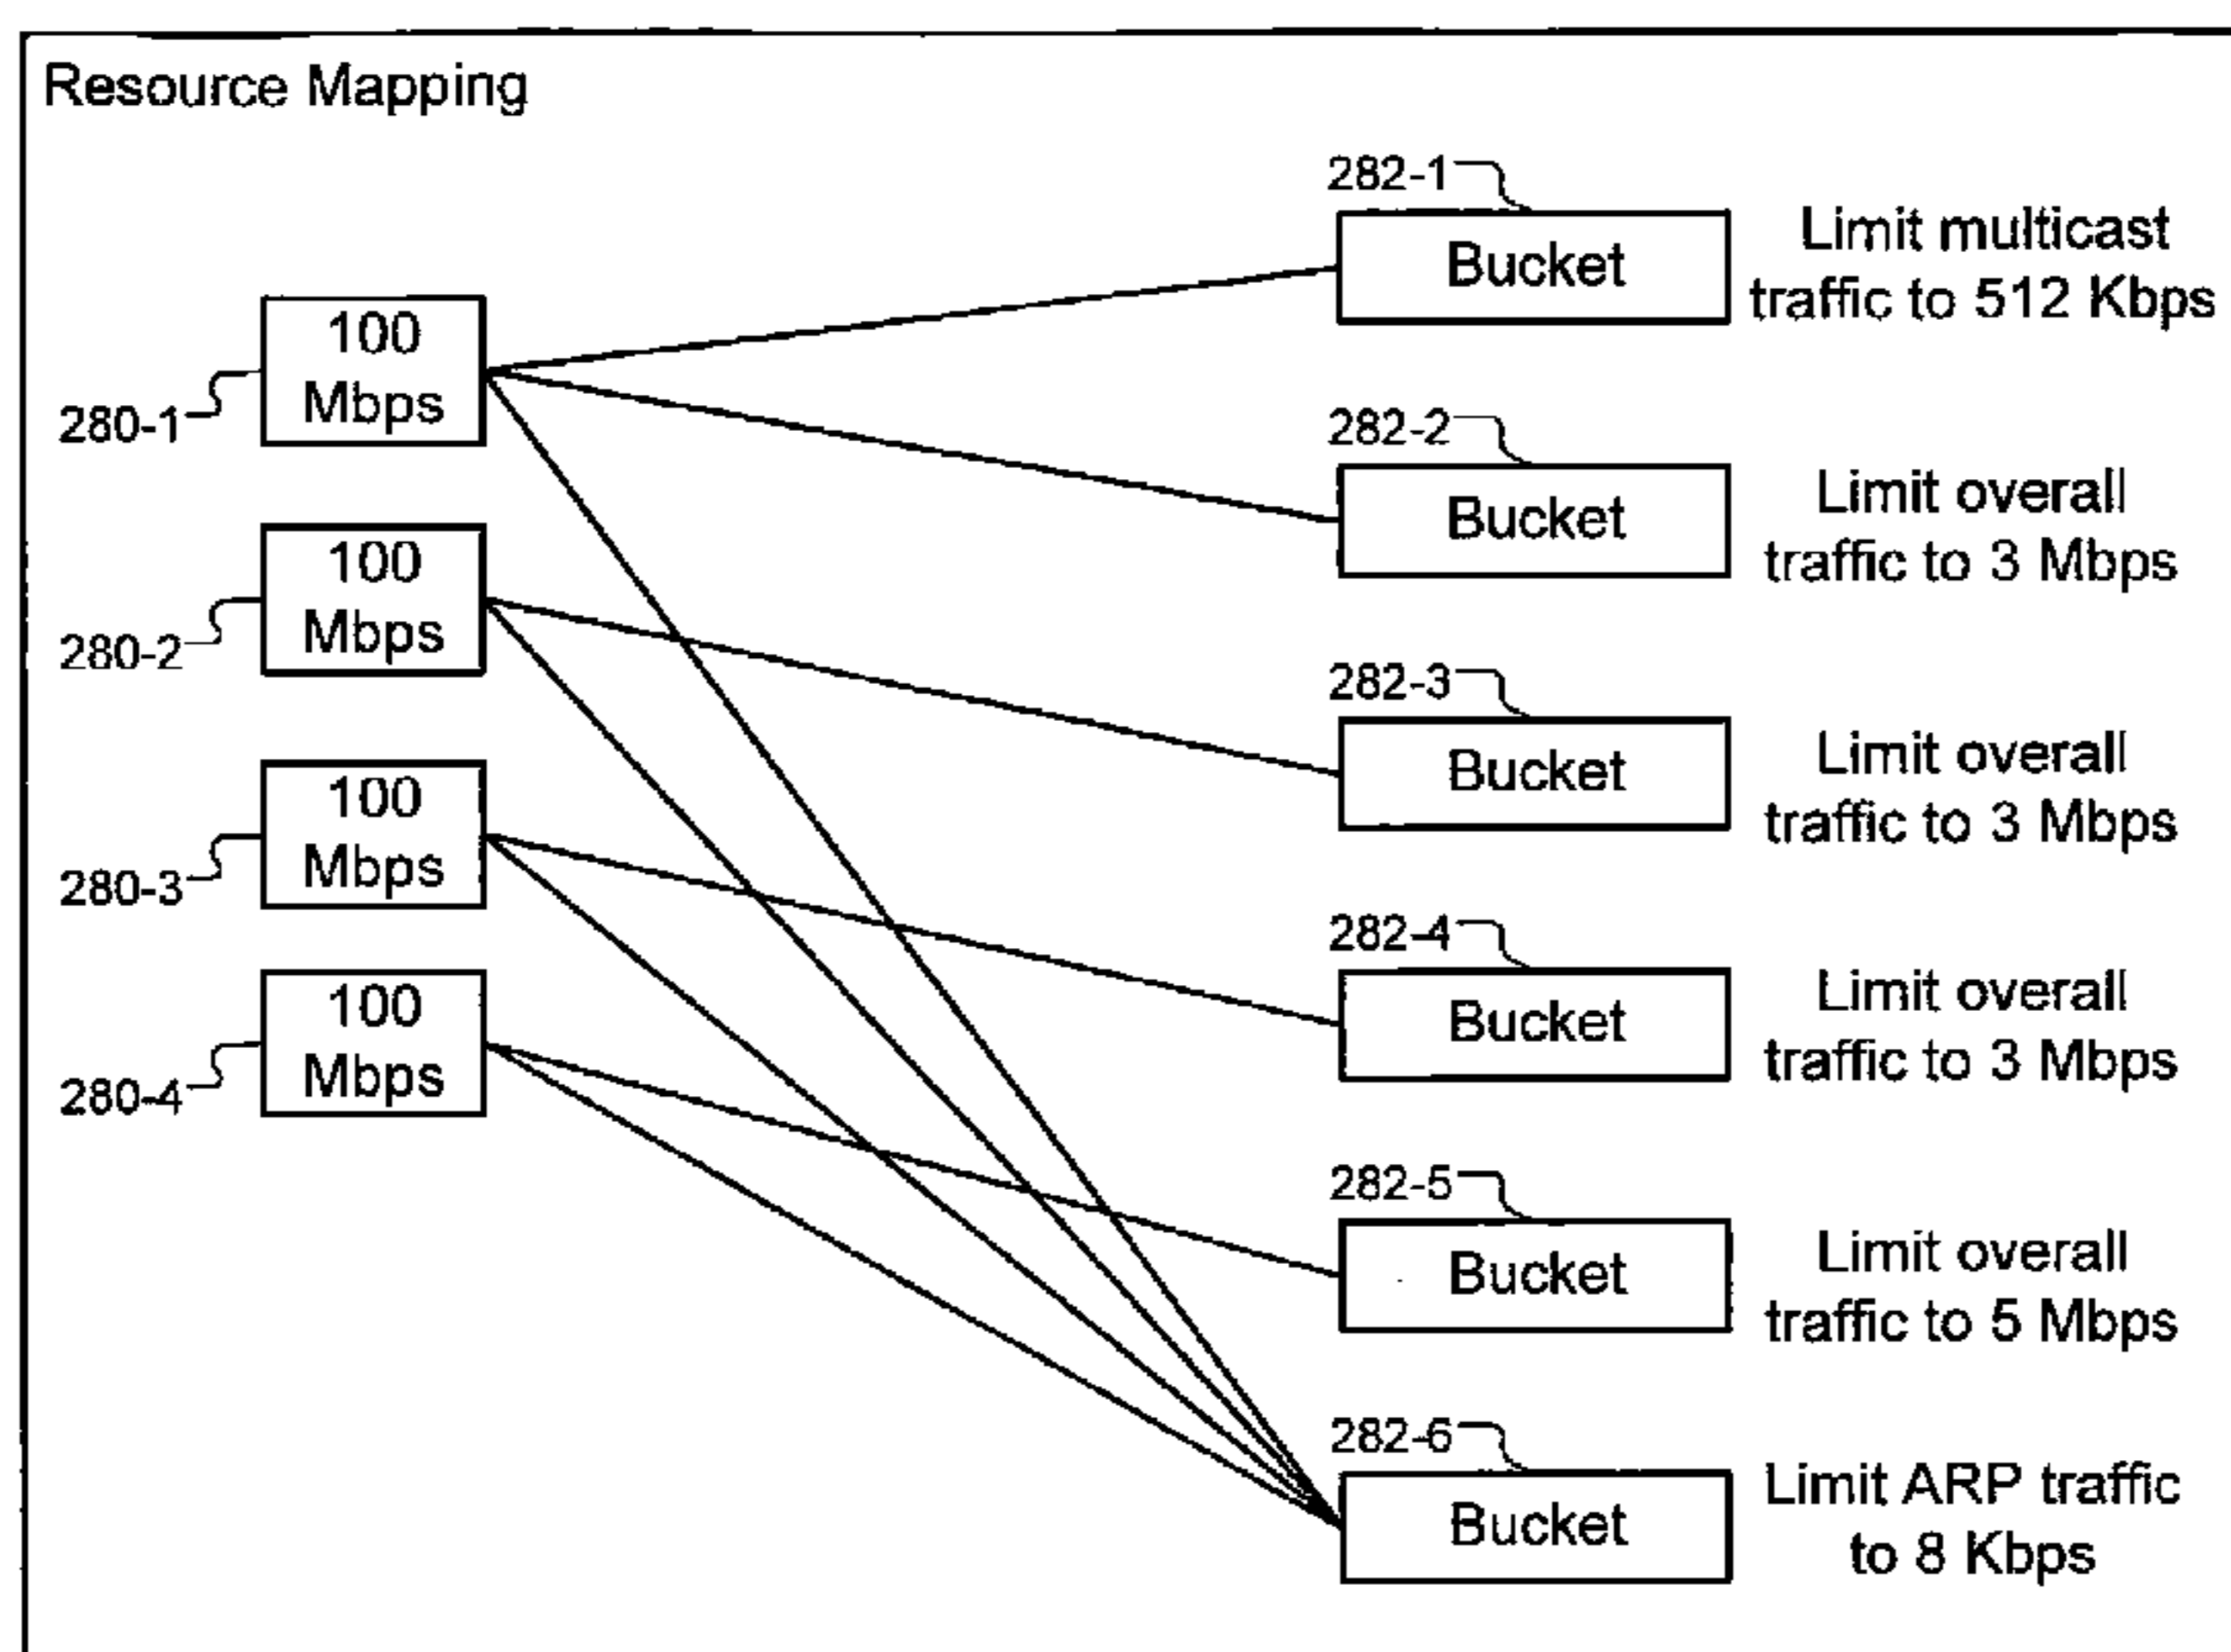 Resource Mapping
282-1
Bucket
Limit multicast
traffic to 512 Kbps
100
Mbps
280-1
282-2
Bucket
Limit overall
traffic to 3 Mbps
100
Mbps
280-2
282-3
Bucket
Limit overall
traffic to 3 Mbps
100
Mbps
280-3
282-4
Bucket
Limit overall
traffic to 3 Mbps
100
Mbps
280-4
282-5
Bucket
Limit overall
traffic to 5 Mbps
282-6
Bucket
Limit ARP traffic
to 8 Kbps